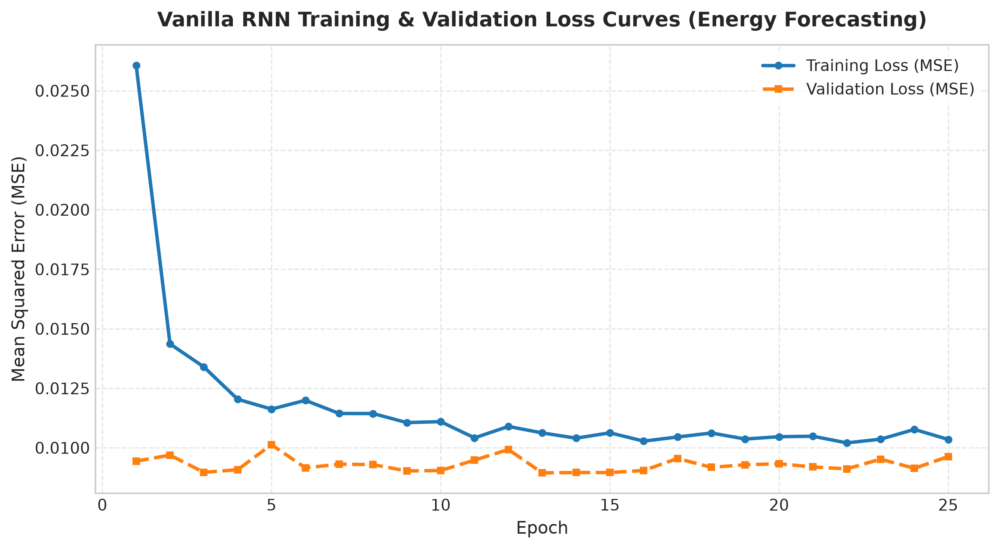 Vanilla RNN Training & Validation Loss Curves (Energy Forecasting)
Training Loss (MSE)
Validation Loss (MSE)
Mean Squared Error (MSE)
0.0250
0.0225
0.0200
0.0175
0.0150
0.0125
0.0100
0 5 10 15 20 25
Epoch